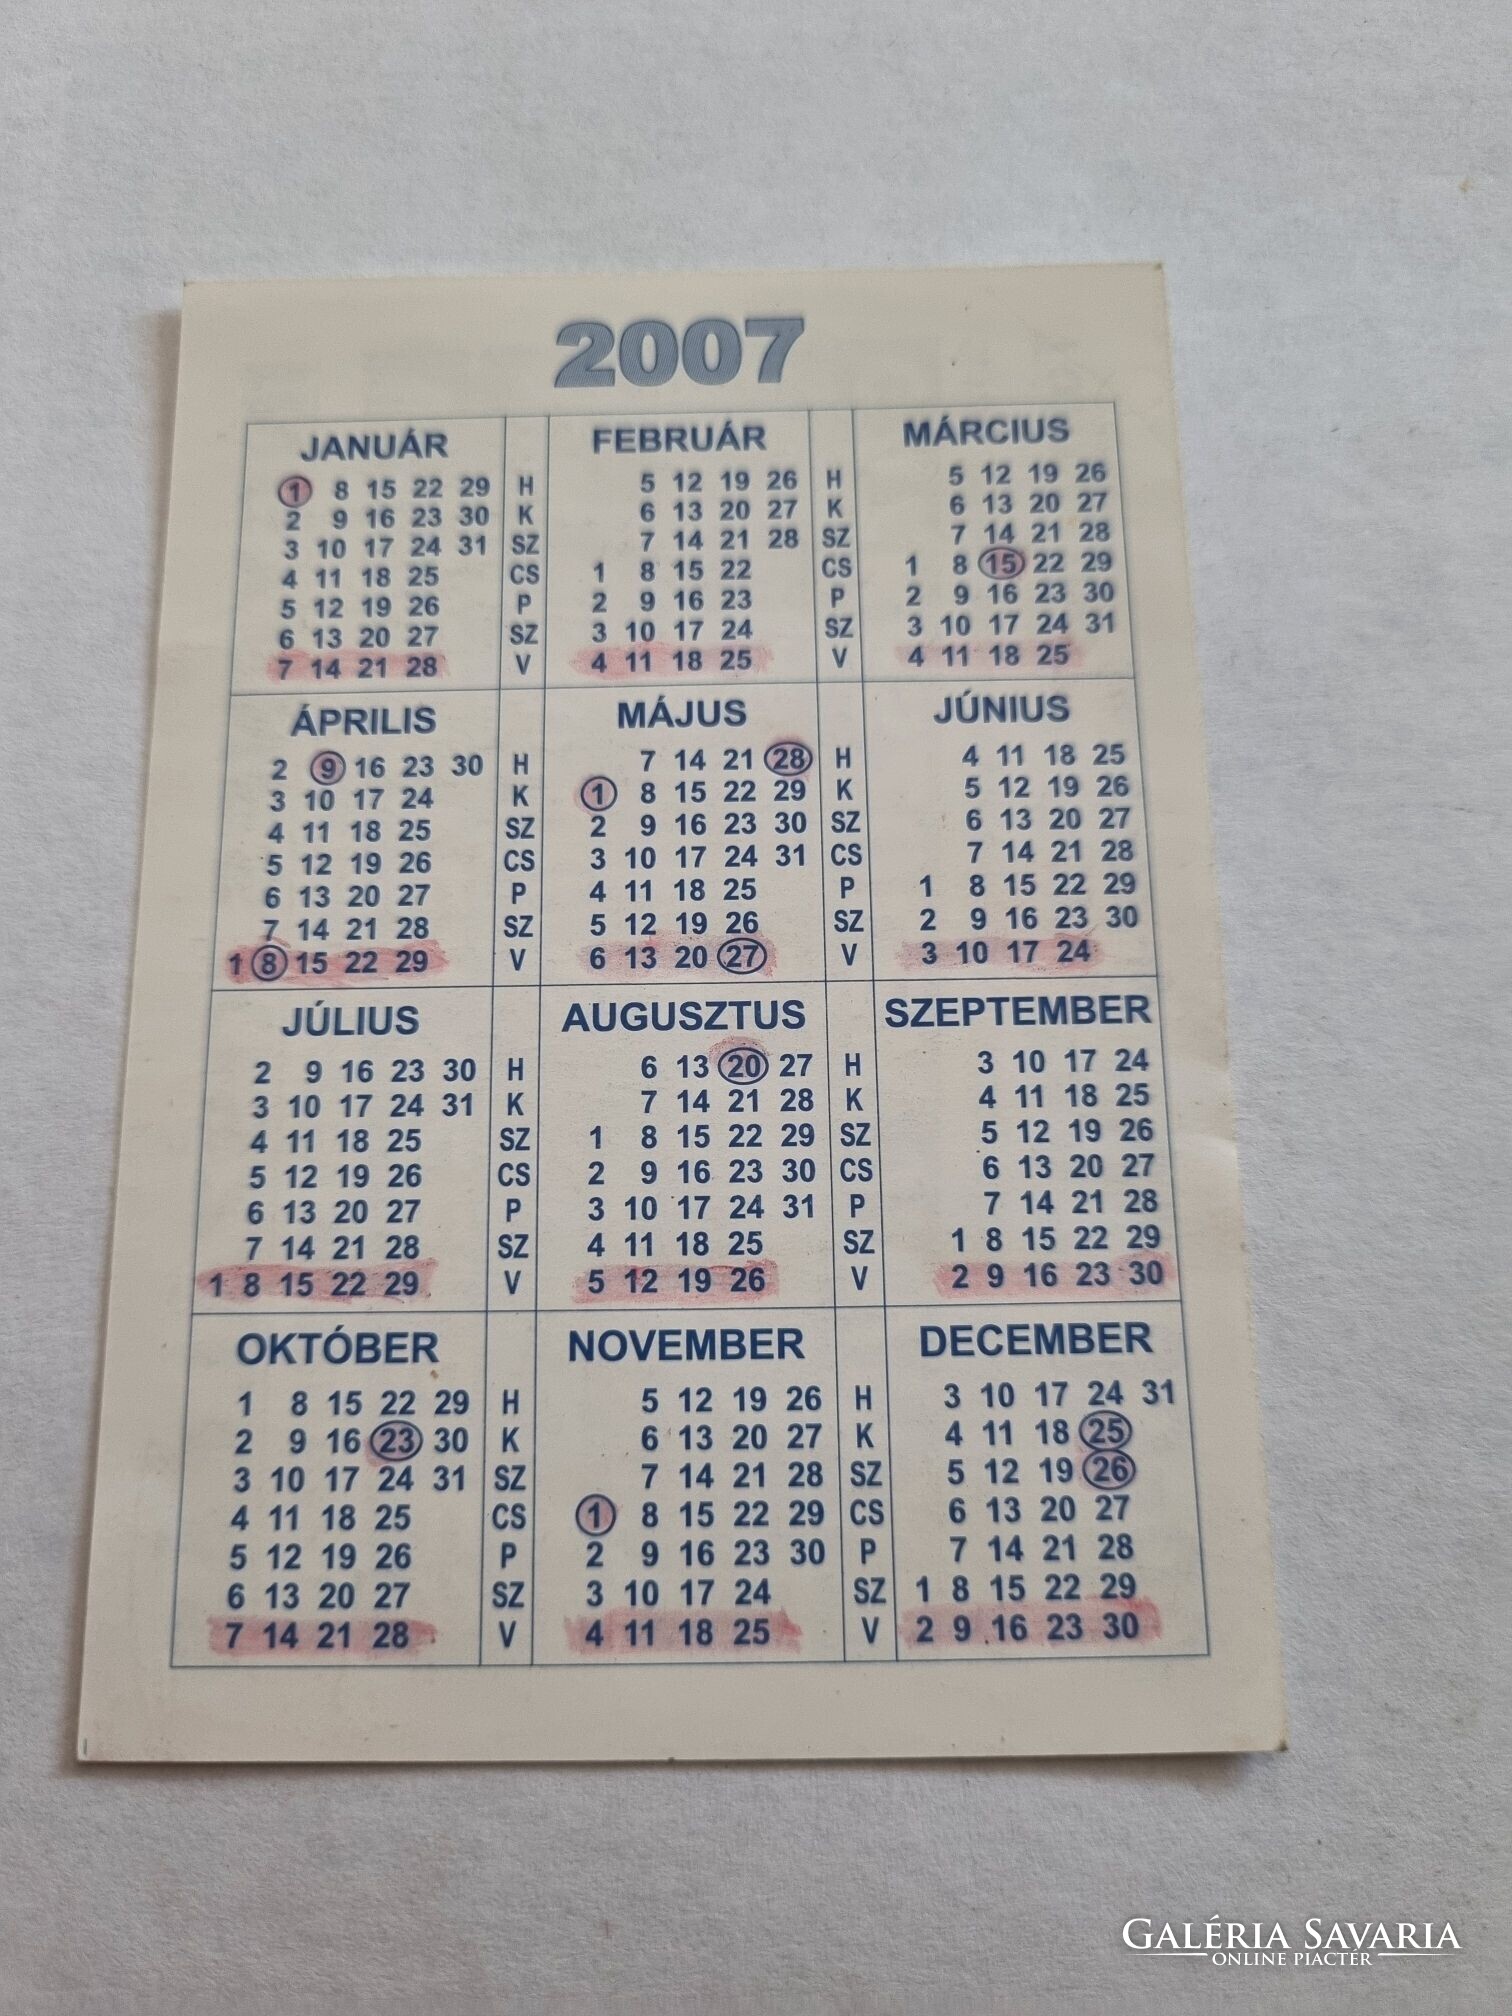 2007
JANUÁR FEBRUÁR MÁRCIUS
1 8 15 22 29 H 5 12 19 26 H 5 12 19 26
2 9 16 23 30 K 6 13 20 27 K 6 13 20 27
3 10 17 24 31 SZ 7 14 21 28 SZ 7 14 21 28
4 11 18 25 CS 1 8 15 22 CS 1 8 15 22 29
5 12 19 26 P 2 9 16 23 P 2 9 16 23 30
6 13 20 27 SZ 3 10 17 24 SZ 3 10 17 24 31
7 14 21 28 V 4 11 18 25 V 4 11 18 25
ÁPRILIS MÁJUS JÚNIUS
2 9 16 23 30 H 7 14 21 28 H 4 11 18 25
3 10 17 24 K 1 8 15 22 29 K 5 12 19 26
4 11 18 25 SZ 2 9 16 23 30 SZ 6 13 20 27
5 12 19 26 CS 3 10 17 24 31 CS 7 14 21 28
6 13 20 27 P 4 11 18 25 P 1 8 15 22 29
7 14 21 28 SZ 5 12 19 26 SZ 2 9 16 23 30
1 8 15 22 29 V 6 13 20 27 V 3 10 17 24
JÚLIUS AUGUSZTUS SZEPTEMBER
2 9 16 23 30 H 6 13 20 27 H 3 10 17 24
3 10 17 24 31 K 7 14 21 28 K 4 11 18 25
4 11 18 25 SZ 1 8 15 22 29 SZ 5 12 19 26
5 12 19 26 CS 2 9 16 23 30 CS 6 13 20 27
6 13 20 27 P 3 10 17 24 31 P 7 14 21 28
7 14 21 28 SZ 4 11 18 25 SZ 1 8 15 22 29
1 8 15 22 29 V 5 12 19 26 V 2 9 16 23 30
OKTÓBER NOVEMBER DECEMBER
1 8 15 22 29 H 5 12 19 26 H 3 10 17 24 31
2 9 16 23 30 K 6 13 20 27 K 4 11 18 25
3 10 17 24 31 SZ 7 14 21 28 SZ 5 12 19 26
4 11 18 25 CS 1 8 15 22 29 CS 6 13 20 27
5 12 19 26 P 2 9 16 23 30 P 7 14 21 28
6 13 20 27 SZ 3 10 17 24 SZ 1 8 15 22 29
7 14 21 28 V 4 11 18 25 V 2 9 16 23 30
GALÉRIA SAVARIA
ONLINE PIACTÉR